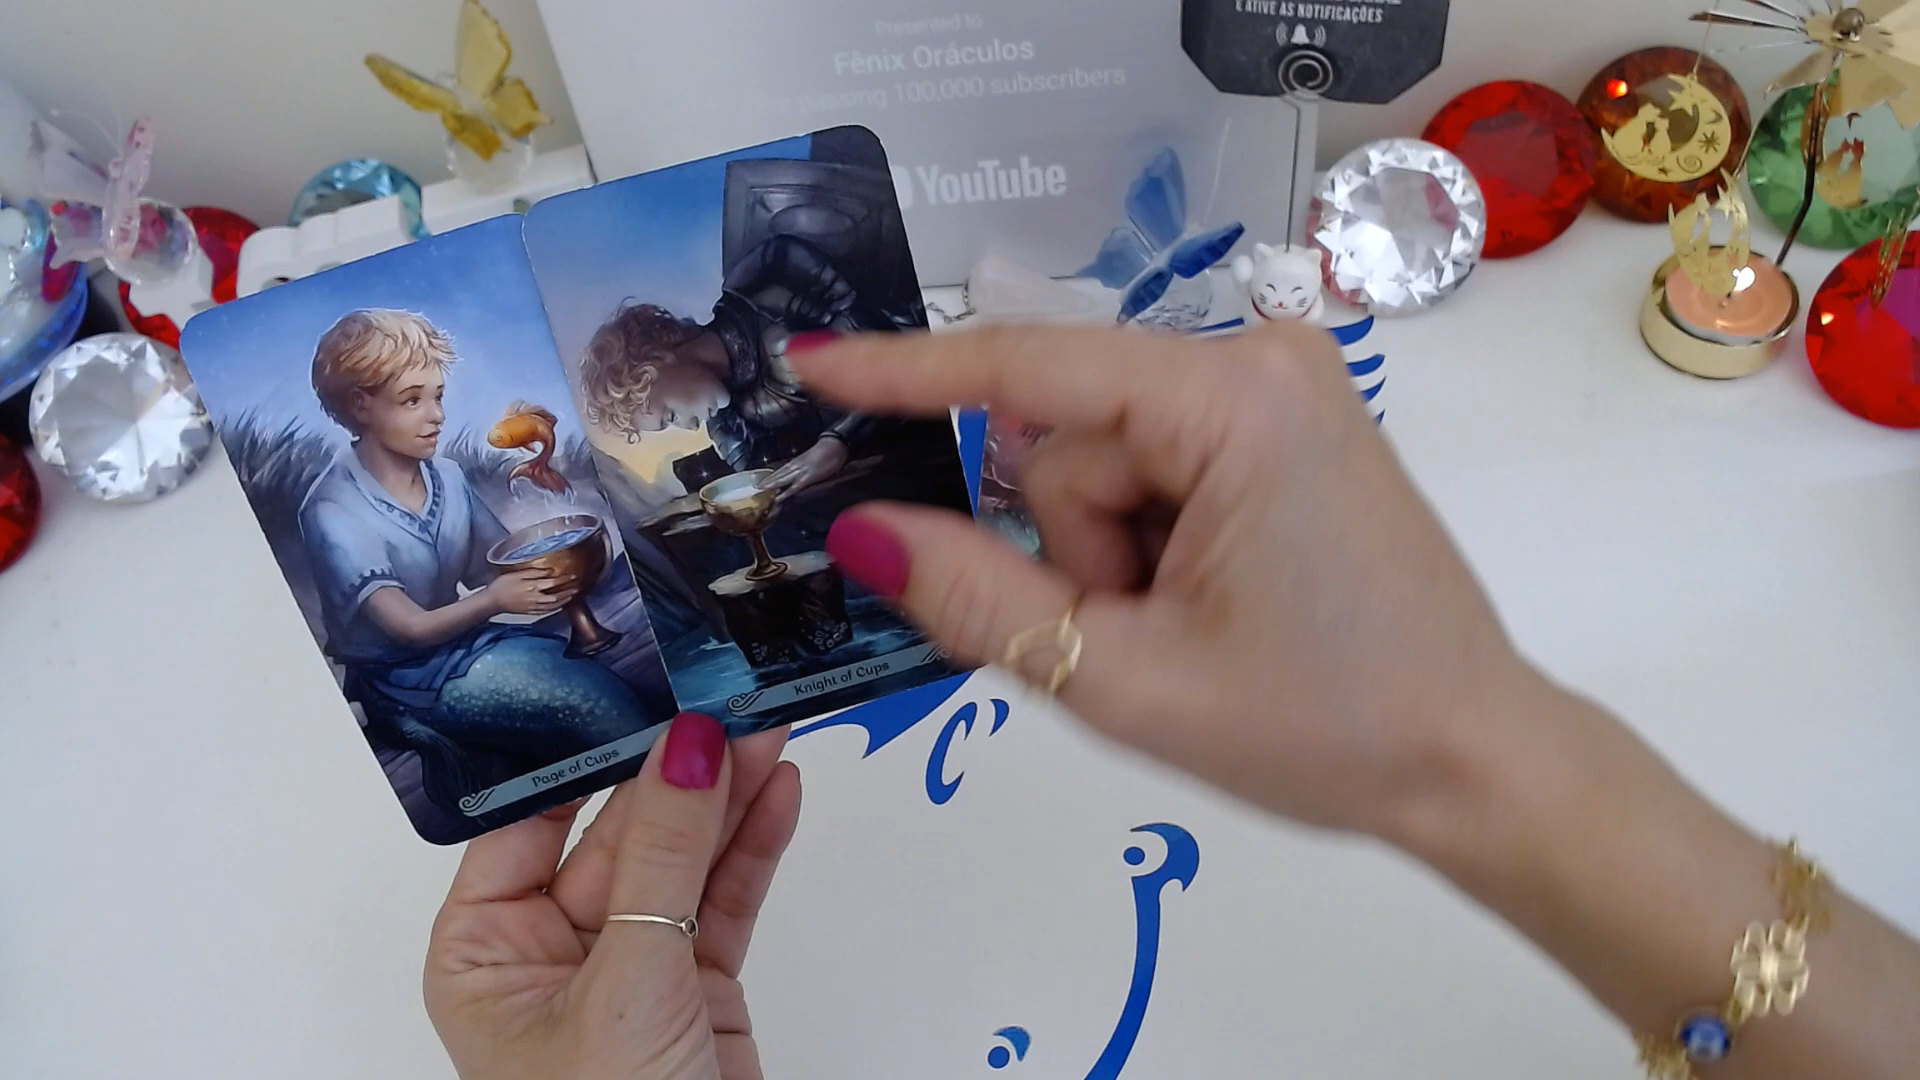 E ATIVE AS NOTIFICAÇÕES
Presented to
Fênix Oráculos
For passing 100,000 subscribers
YouTube
Knight of Cups
Page of Cups